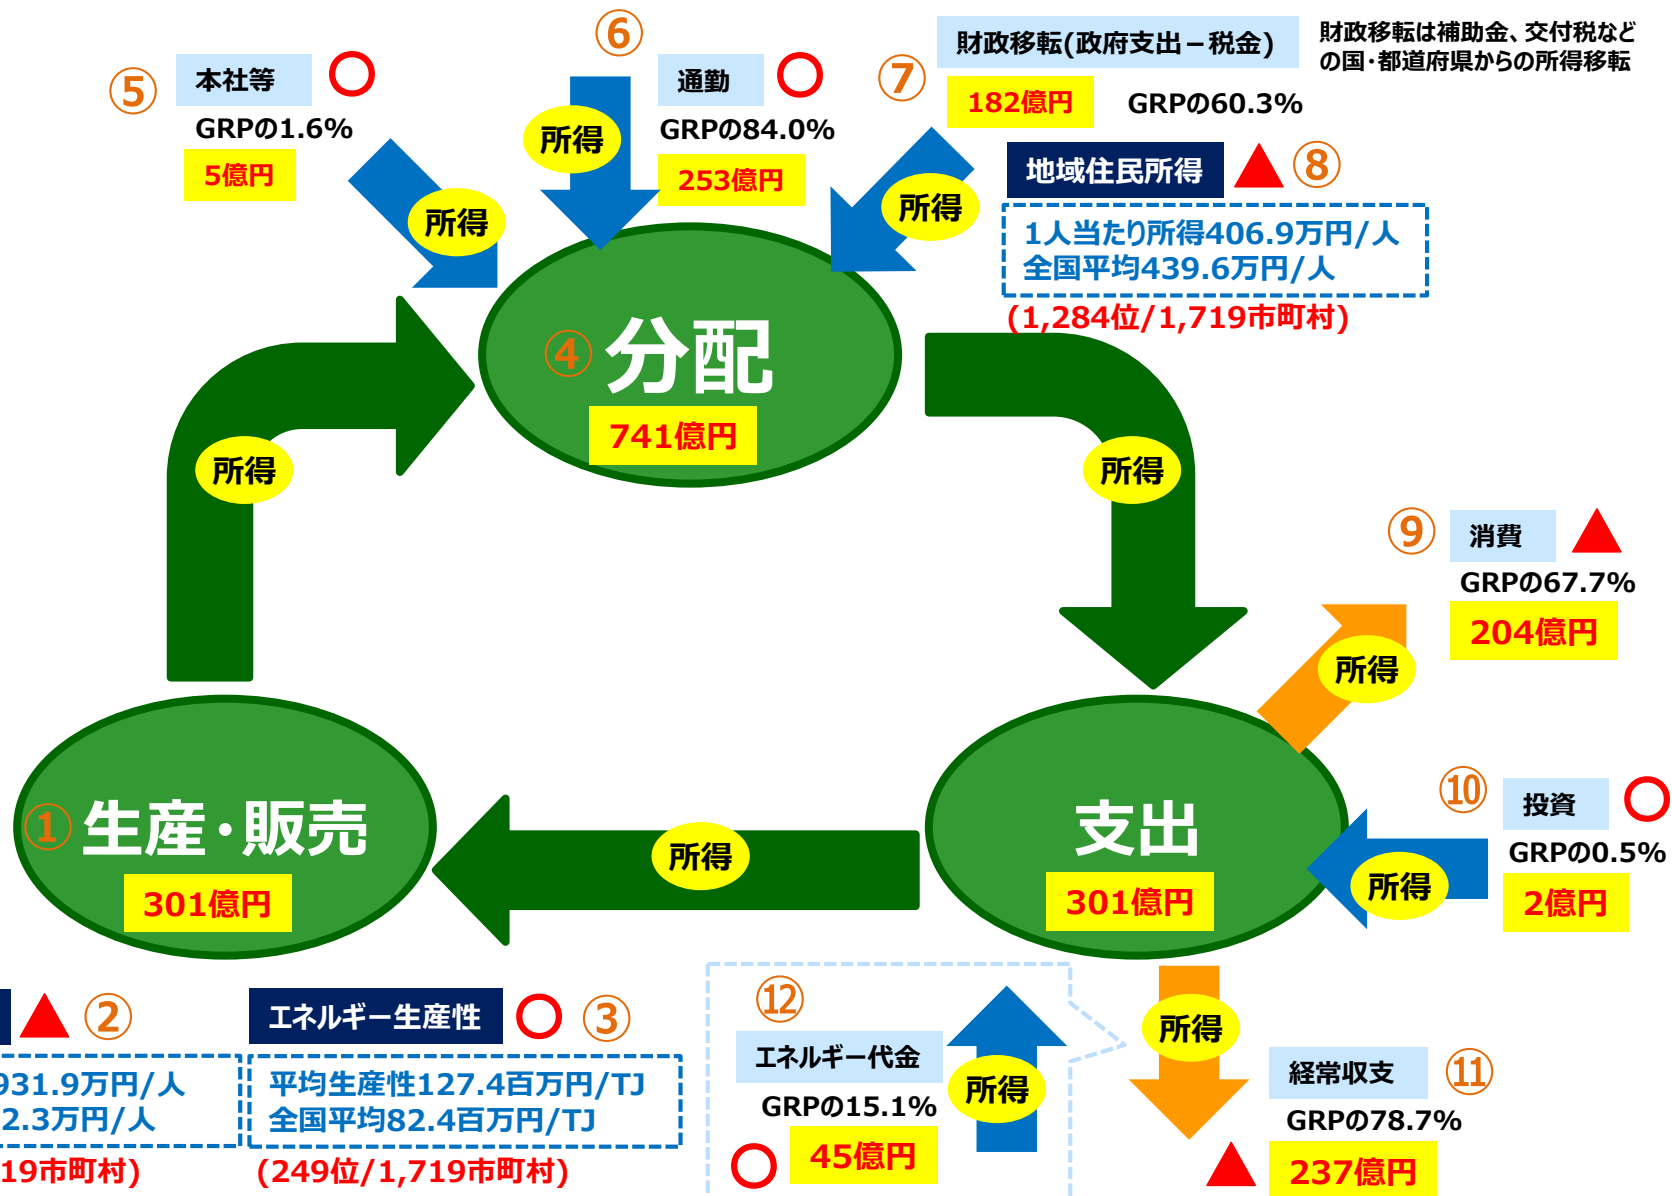 ⑥
財政移転(政府支出－税金)
財政移転は補助金、交付税など
の国・都道府県からの所得移転
⑤
本社等
通勤
⑦
GRPの1.6%
GRPの84.0%
182億円
GRPの60.3%
5億円
所得
253億円
地域住民所得
⑧
所得
所得
1人当たり所得406.9万円/人
全国平均439.6万円/人
(1,284位/1,719市町村)
④
分配
741億円
所得
所得
⑨
消費
GRPの67.7%
204億円
所得
⑩
投資
GRPの0.5%
2億円
所得
①
生産・販売
301億円
所得
支出
301億円
②
エネルギー生産性
③
931.9万円/人
2.3万円/人
19市町村)
平均生産性127.4百万円/TJ
全国平均82.4百万円/TJ
(249位/1,719市町村)
⑫
エネルギー代金
GRPの15.1%
45億円
所得
所得
経常収支
⑪
GRPの78.7%
237億円